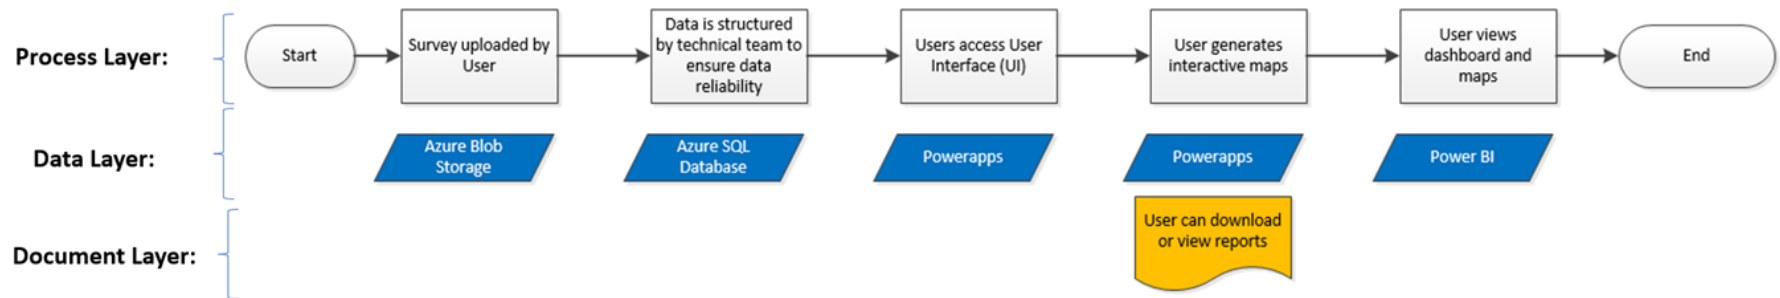 Process Layer:
Start
Survey uploaded by
User
Data is structured
by technical team to
ensure data
reliability
Users access User
Interface (UI)
User generates
interactive maps
User views
dashboard and
maps
End
Data Layer:
Azure Blob
Storage
Azure SQL
Database
Powerapps
Powerapps
Power BI
Document Layer:
User can download
or view reports